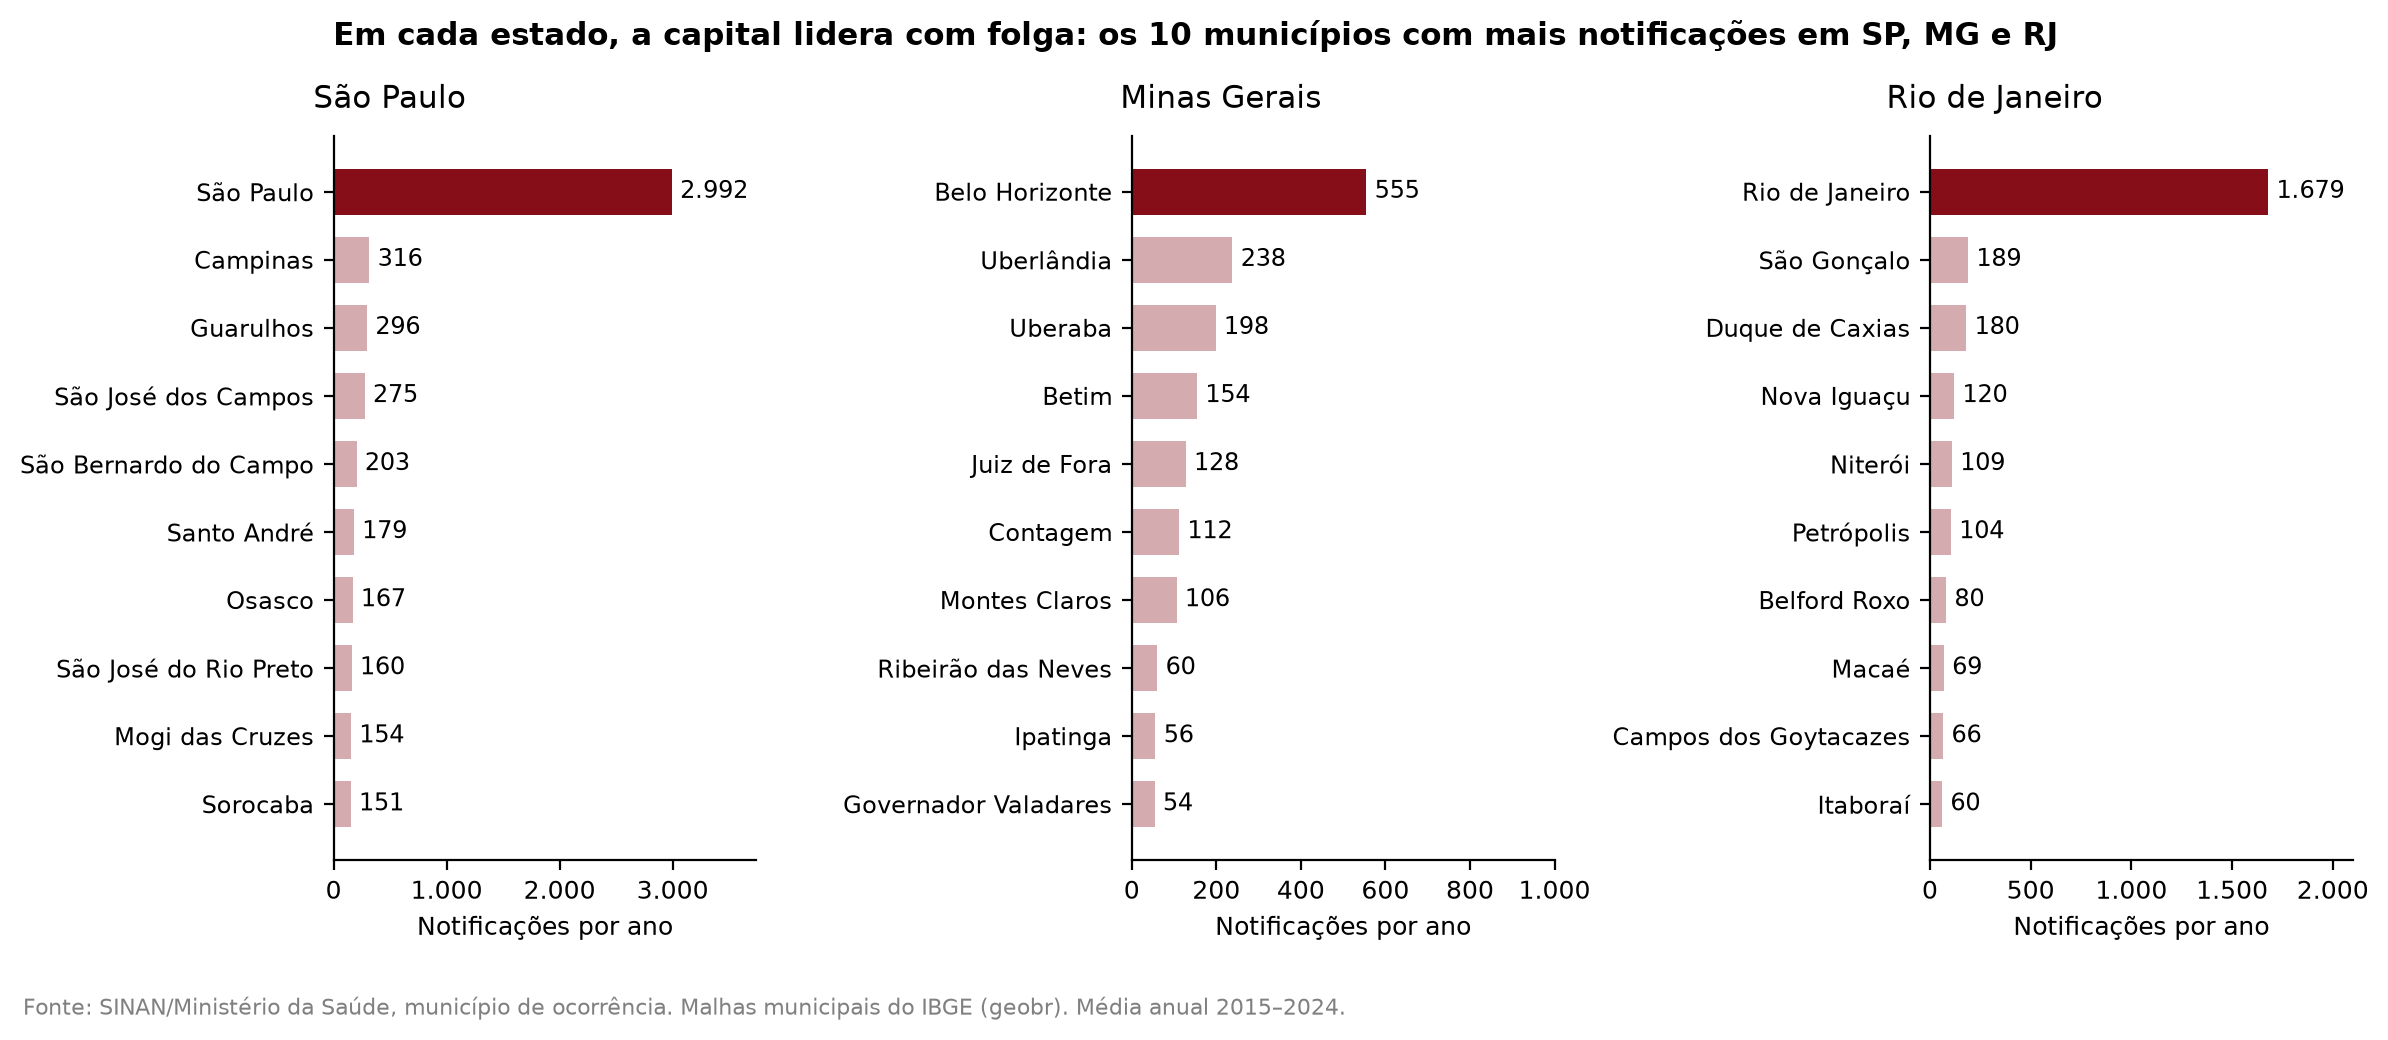 Em cada estado, a capital lidera com folga: os 10 municípios com mais notificações em SP, MG e RJ
São Paulo
São Paulo 2.992
Campinas 316
Guarulhos 296
São José dos Campos 275
São Bernardo do Campo 203
Santo André 179
Osasco 167
São José do Rio Preto 160
Mogi das Cruzes 154
Sorocaba 151
0 1.000 2.000 3.000
Notificações por ano
Minas Gerais
Belo Horizonte 555
Uberlândia 238
Uberaba 198
Betim 154
Juiz de Fora 128
Contagem 112
Montes Claros 106
Ribeirão das Neves 60
Ipatinga 56
Governador Valadares 54
0 200 400 600 800 1.000
Notificações por ano
Rio de Janeiro
Rio de Janeiro 1.679
São Gonçalo 189
Duque de Caxias 180
Nova Iguaçu 120
Niterói 109
Petrópolis 104
Belford Roxo 80
Macaé 69
Campos dos Goytacazes 66
Itaboraí 60
0 500 1.000 1.500 2.000
Notificações por ano
Fonte: SINAN/Ministério da Saúde, município de ocorrência. Malhas municipais do IBGE (geobr). Média anual 2015–2024.